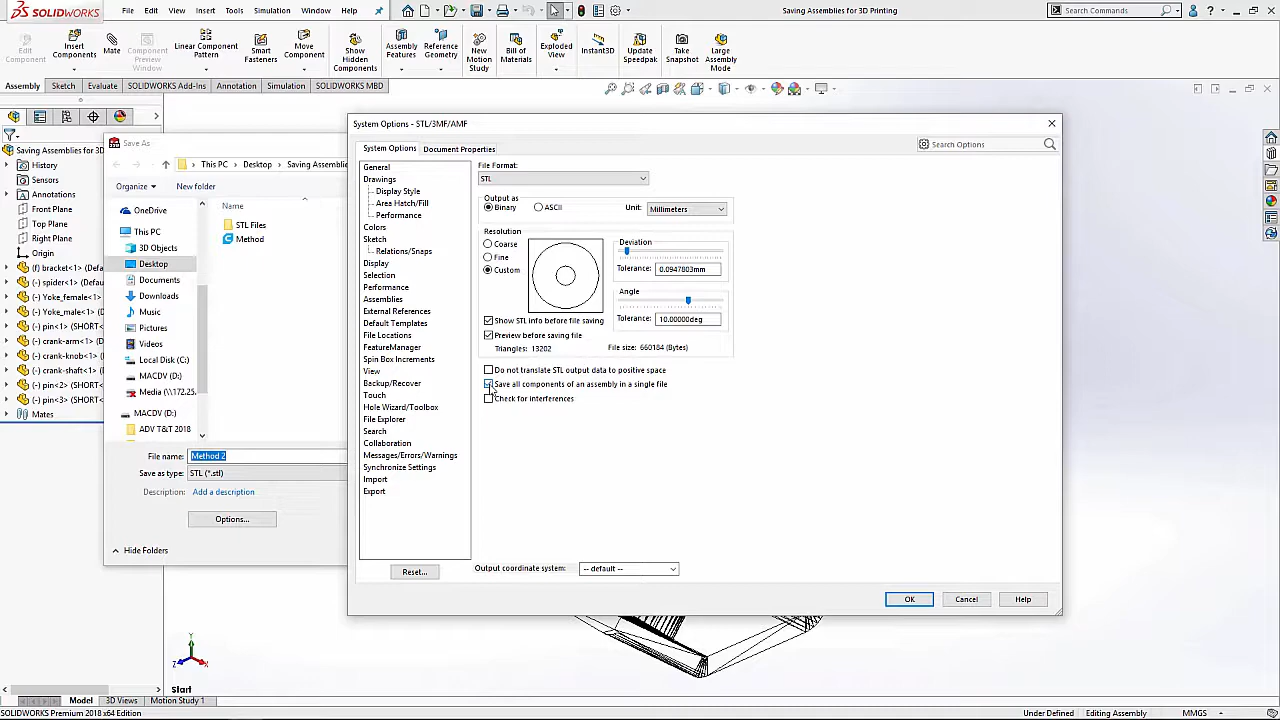 SOLIDWORKS File Edit View Insert Tools Simulation Window Help Saving Assemblies for 3D Printing Search Commands
Edit Component
Insert Components
Mate
Component Preview Window
Linear Component Pattern
Smart Fasteners
Move Component
Show Hidden Components
Assembly Features
Reference Geometry
New Motion Study
Bill of Materials
Exploded View
Instant3D
Update Speedpak
Take Snapshot
Large Assembly Mode
Assembly Sketch Evaluate SOLIDWORKS Add-Ins Annotation Simulation SOLIDWORKS MBD
Saving Assemblies for 3D
History
Sensors
Annotations
Front Plane
Top Plane
Right Plane
Origin
(f) bracket<1> (Defa
(-) spider<1> (Defau
(-) Yoke_female<1>
(-) Yoke_male<1> (D
(-) pin<1> (SHORT<
(-) crank-arm<1> (D
(-) crank-knob<1> (
(-) crank-shaft<1> (
(-) pin<2> (SHORT<
(-) pin<3> (SHORT<
Mates
Save As
This PC > Desktop > Saving Assemblie
Organize New folder
OneDrive
This PC
3D Objects
Desktop
Documents
Downloads
Music
Pictures
Videos
Local Disk (C:)
MACDV (D:)
Media (\\172.25.
MACDV (D:)
ADV T&T 2018
Name
STL Files
Method
File name: Method 2
Save as type: STL (*.stl)
Description: Add a description
Options...
Hide Folders
System Options - STL/3MF/AMF
System Options Document Properties Search Options
General
Drawings
Display Style
Area Hatch/Fill
Performance
Colors
Sketch
Relations/Snaps
Display
Selection
Performance
Assemblies
External References
Default Templates
File Locations
FeatureManager
Spin Box Increments
View
Backup/Recover
Touch
Hole Wizard/Toolbox
File Explorer
Search
Collaboration
Messages/Errors/Warnings
Synchronize Settings
Import
Export
Reset...
File Format:
STL
Output as
Binary ASCII Unit: Millimeters
Resolution
Coarse
Fine
Custom
Deviation
Tolerance: 0.0947803mm
Angle
Tolerance: 10.00000deg
Show STL info before file saving
Preview before saving file
Triangles: 13202 File size: 660184 (Bytes)
Do not translate STL output data to positive space
Save all components of an assembly in a single file
Check for interferences
Output coordinate system: -- default --
OK Cancel Help
Y
Z X
Start
Model 3D Views Motion Study 1
SOLIDWORKS Premium 2018 x64 Edition Under Defined Editing Assembly MMGS